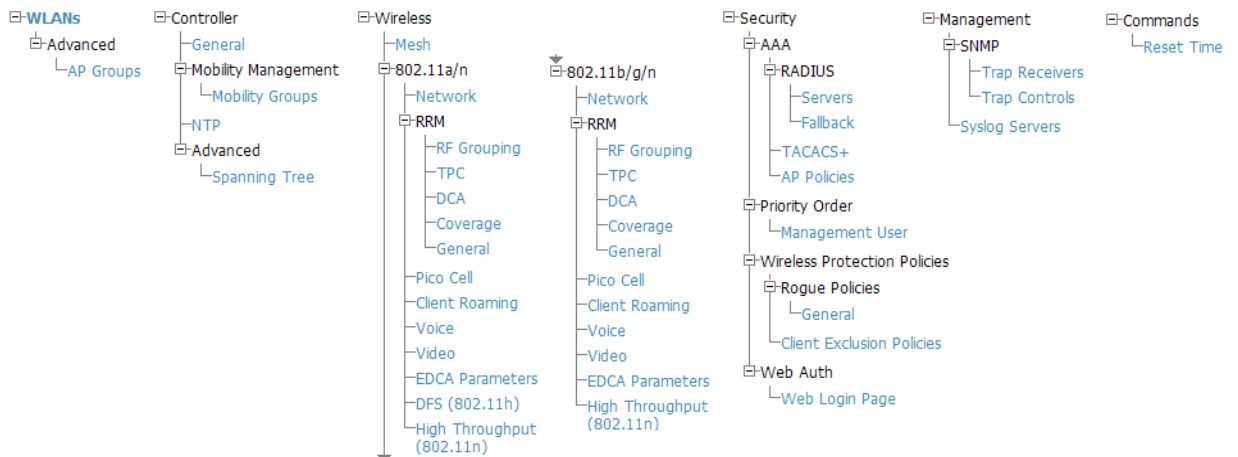 WLANs
Advanced
AP Groups
Controller
General
Mobility Management
Mobility Groups
NTP
Advanced
Spanning Tree
Wireless
Mesh
802.11a/n
Network
RRM
RF Grouping
TPC
DCA
Coverage
General
Pico Cell
Client Roaming
Voice
Video
EDCA Parameters
DFS (802.11h)
High Throughput
(802.11n)
802.11b/g/n
Network
RRM
RF Grouping
TPC
DCA
Coverage
General
Pico Cell
Client Roaming
Voice
Video
EDCA Parameters
High Throughput
(802.11n)
Security
AAA
RADIUS
Servers
Fallback
TACACS+
AP Policies
Priority Order
Management User
Wireless Protection Policies
Rogue Policies
General
Client Exclusion Policies
Web Auth
Web Login Page
Management
SNMP
Trap Receivers
Trap Controls
Syslog Servers
Commands
Reset Time